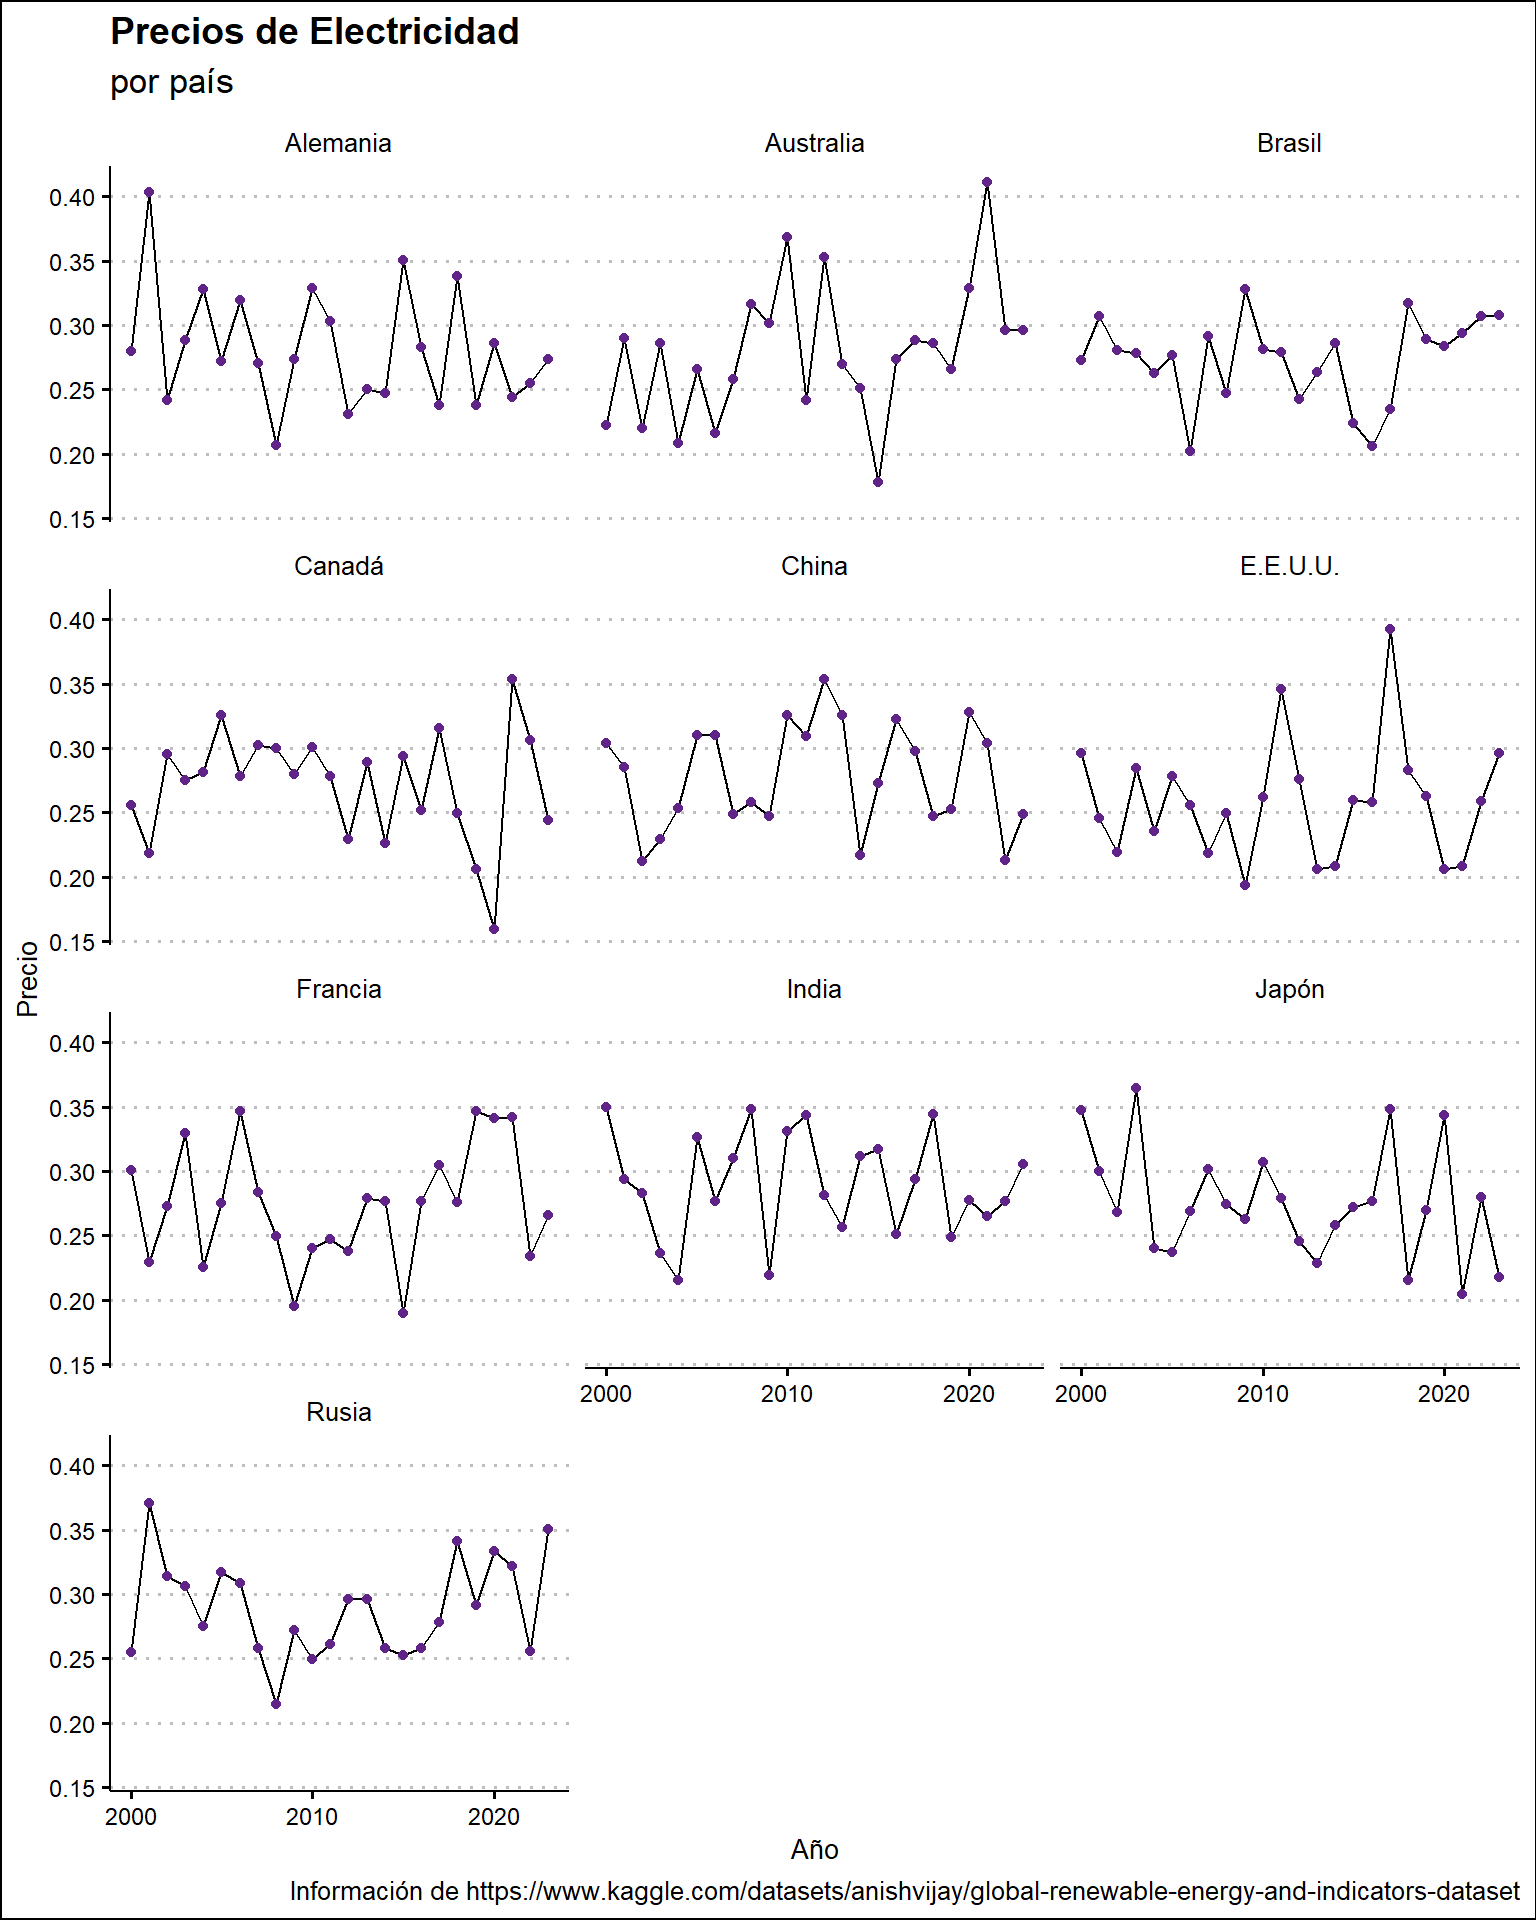 Precios de Electricidad
por país
Alemania
Australia
Brasil
0.40
0.35
0.30
0.25
0.20
0.15
Canadá
China
E.E.U.U.
0.40
0.35
0.30
0.25
0.20
0.15
Precio
Francia
India
Japón
0.40
0.35
0.30
0.25
0.20
0.15
2000 2010 2020
2000 2010 2020
Rusia
0.40
0.35
0.30
0.25
0.20
0.15
2000 2010 2020
Año
Información de https://www.kaggle.com/datasets/anishvijay/global-renewable-energy-and-indicators-dataset